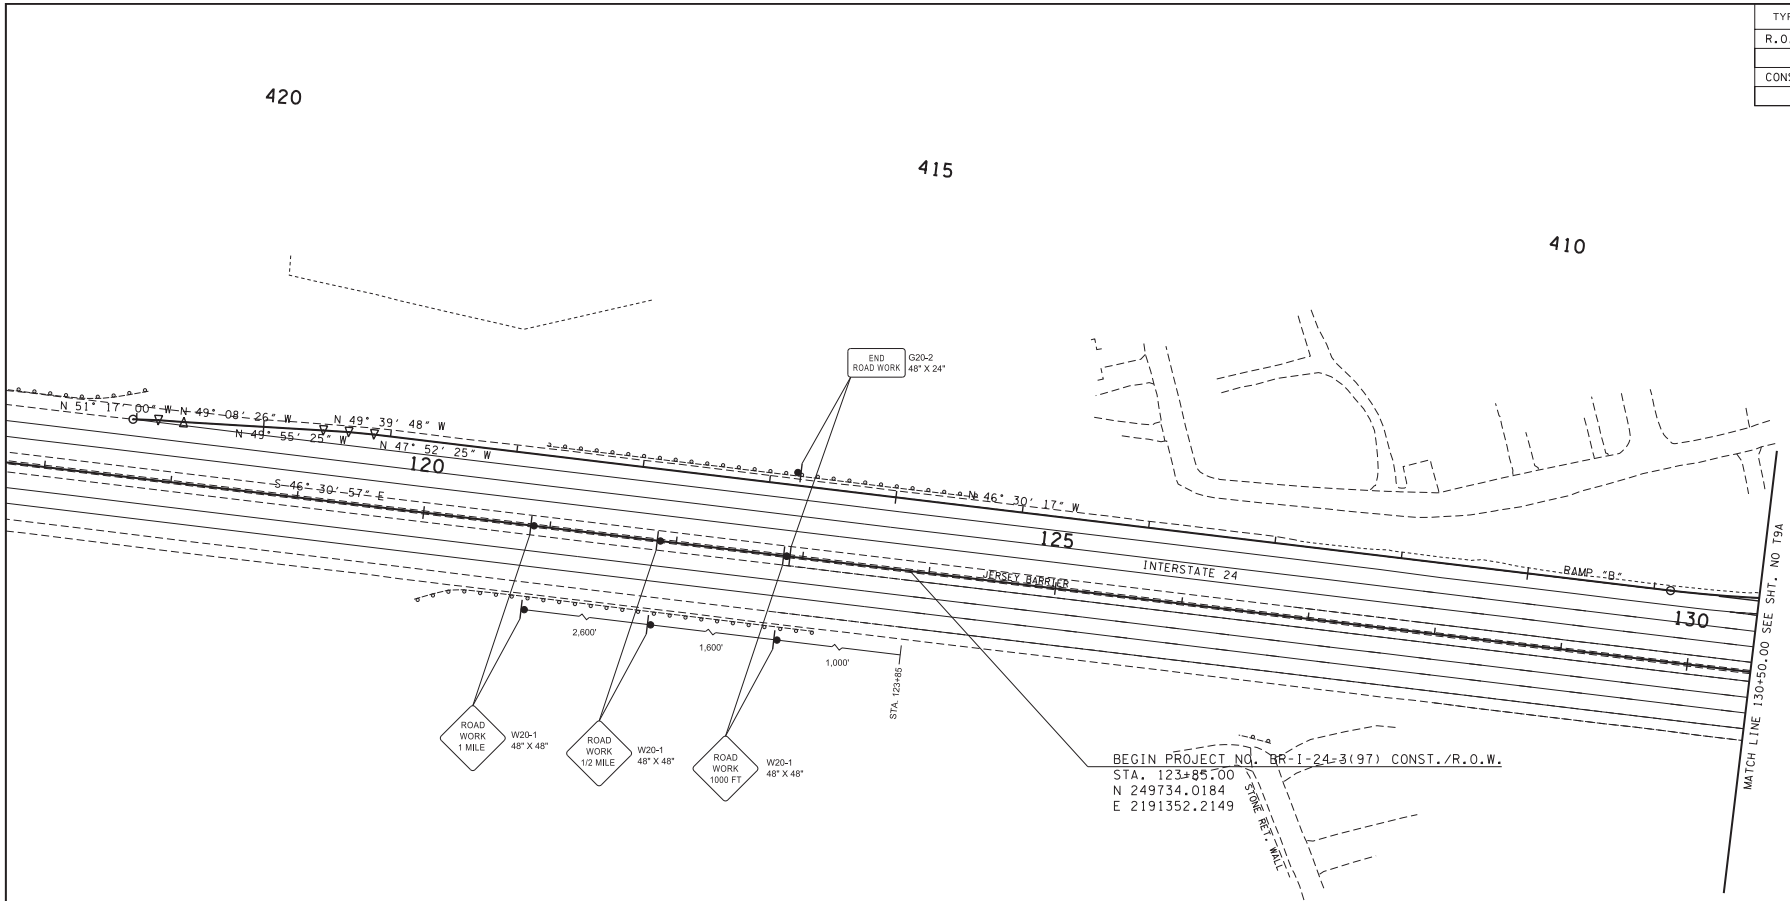 TYP
R.O.
CONS
420
415
410
END
ROAD WORK
G20-2
48" X 24"
N 51° 17' 00" W
N 49° 08' 26" W
N 49° 39' 48" W
N 49° 55' 25" W
N 47° 52' 25" W
120
S 46° 30' 57" E
N 46° 30' 17" W
125
INTERSTATE 24
JERSEY BARRIER
RAMP "B"
130
2,600'
1,600'
1,000'
STA. 123+85
ROAD
WORK
1 MILE
W20-1
48" X 48"
ROAD
WORK
1/2 MILE
W20-1
48" X 48"
ROAD
WORK
1000 FT
W20-1
48" X 48"
BEGIN PROJECT NO. BR-I-24-3(97) CONST./R.O.W.
STA. 123+85.00
N 249734.0184
E 2191352.2149
STONE RET. WALL
MATCH LINE 130+50.00 SEE SHT. NO T9A